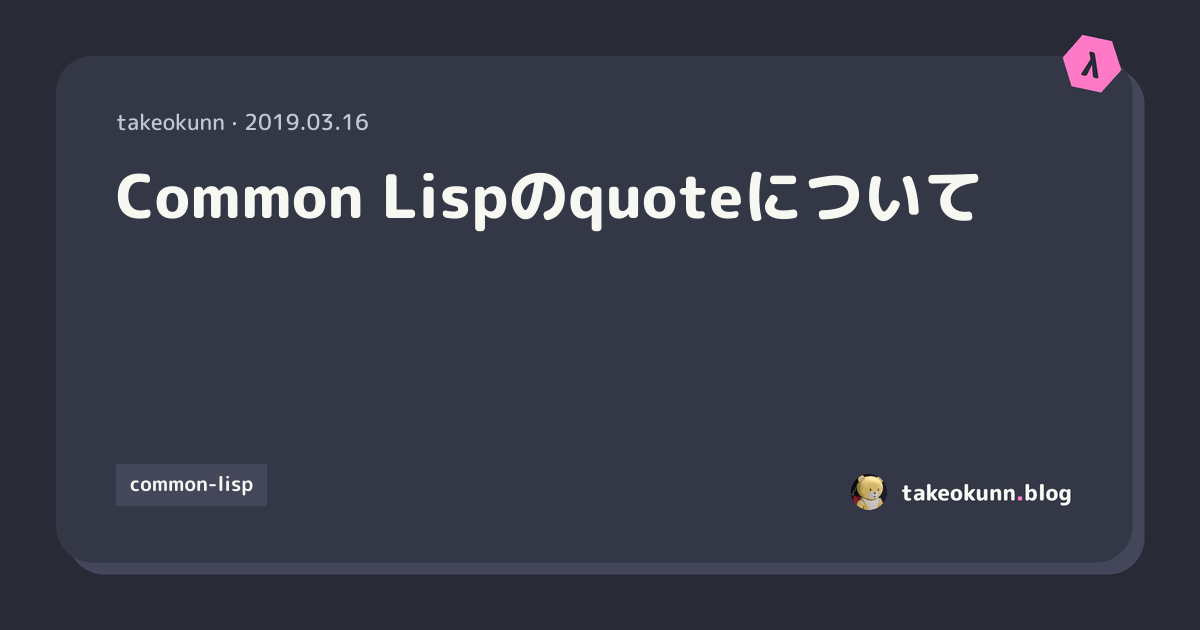 λ
takeokunn · 2019.03.16
Common Lispのquoteについて
common-lisp
takeokunn.blog